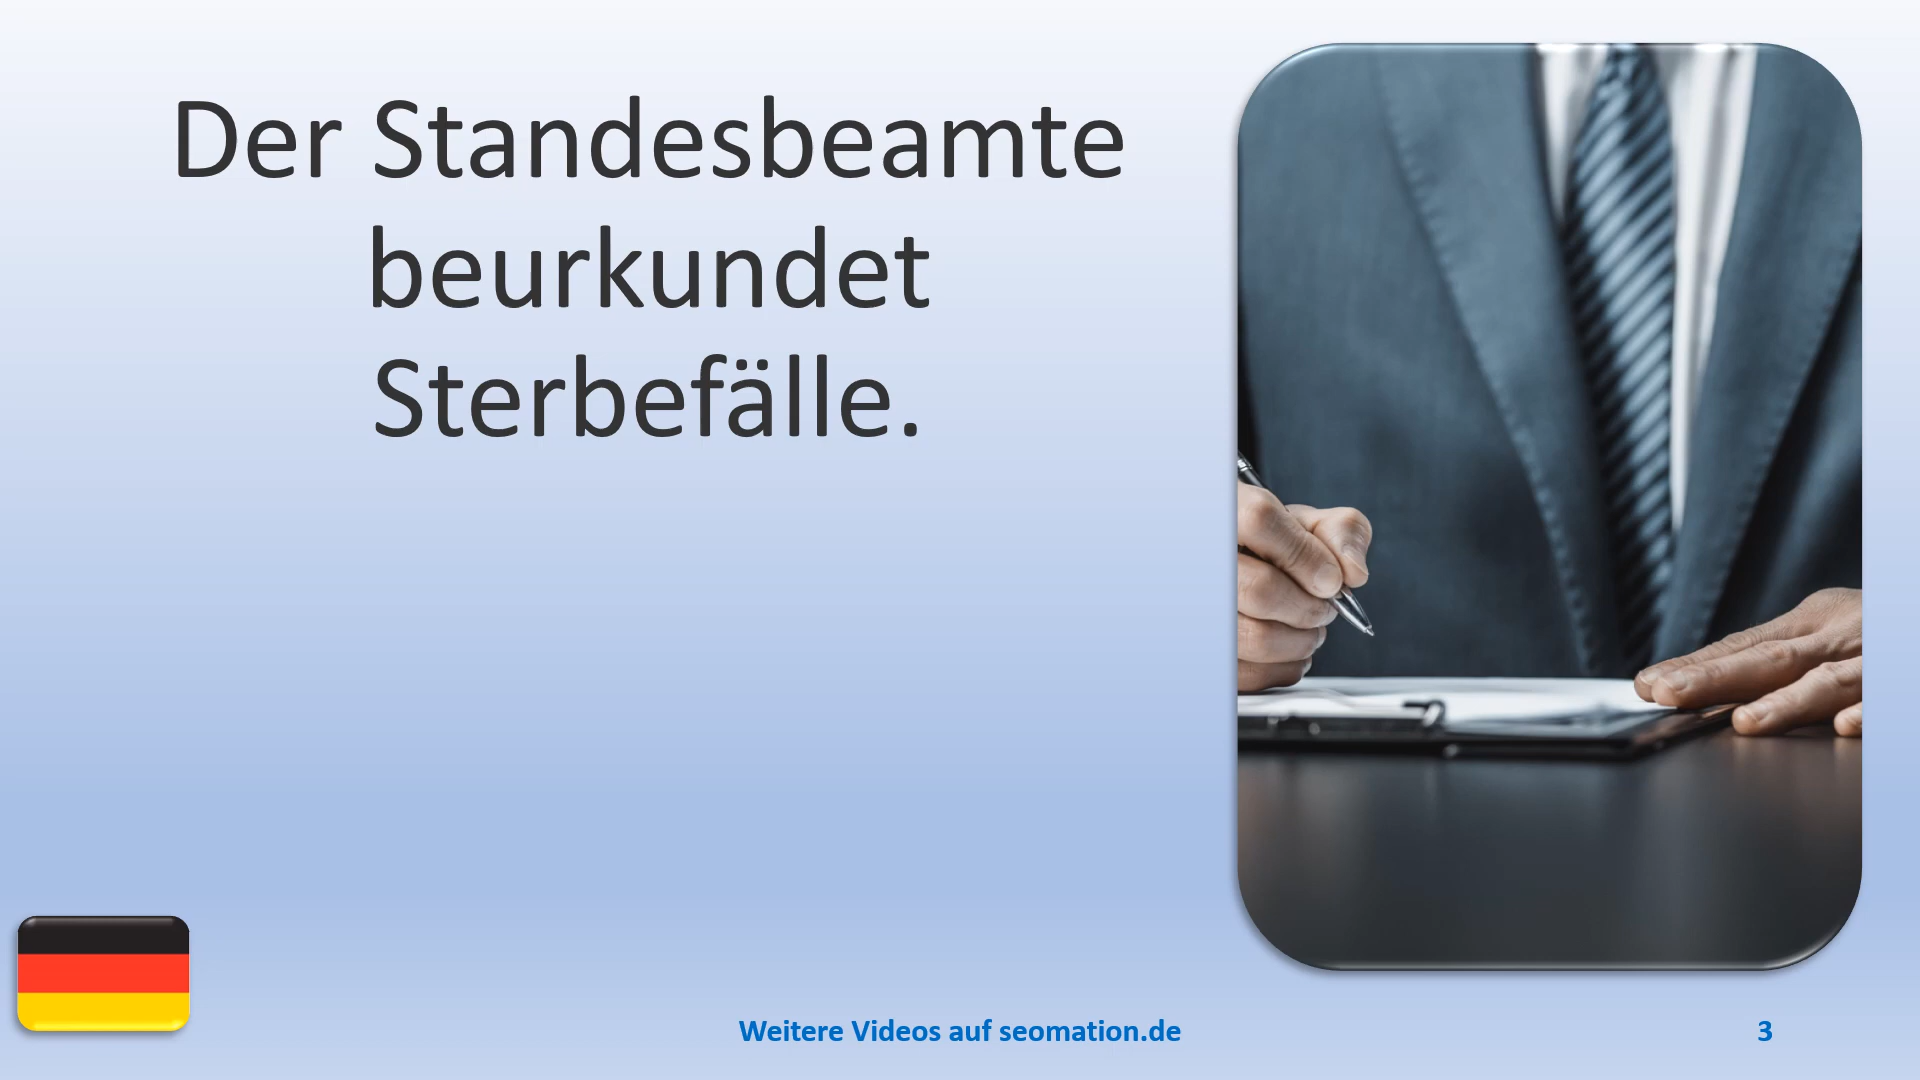 Der Standesbeamte
beurkundet
Sterbefälle.
Weitere Videos auf seomation.de
3